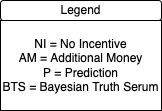 Legend
NI = No Incentive
AM = Additional Money
P = Prediction
BTS = Bayesian Truth Serum